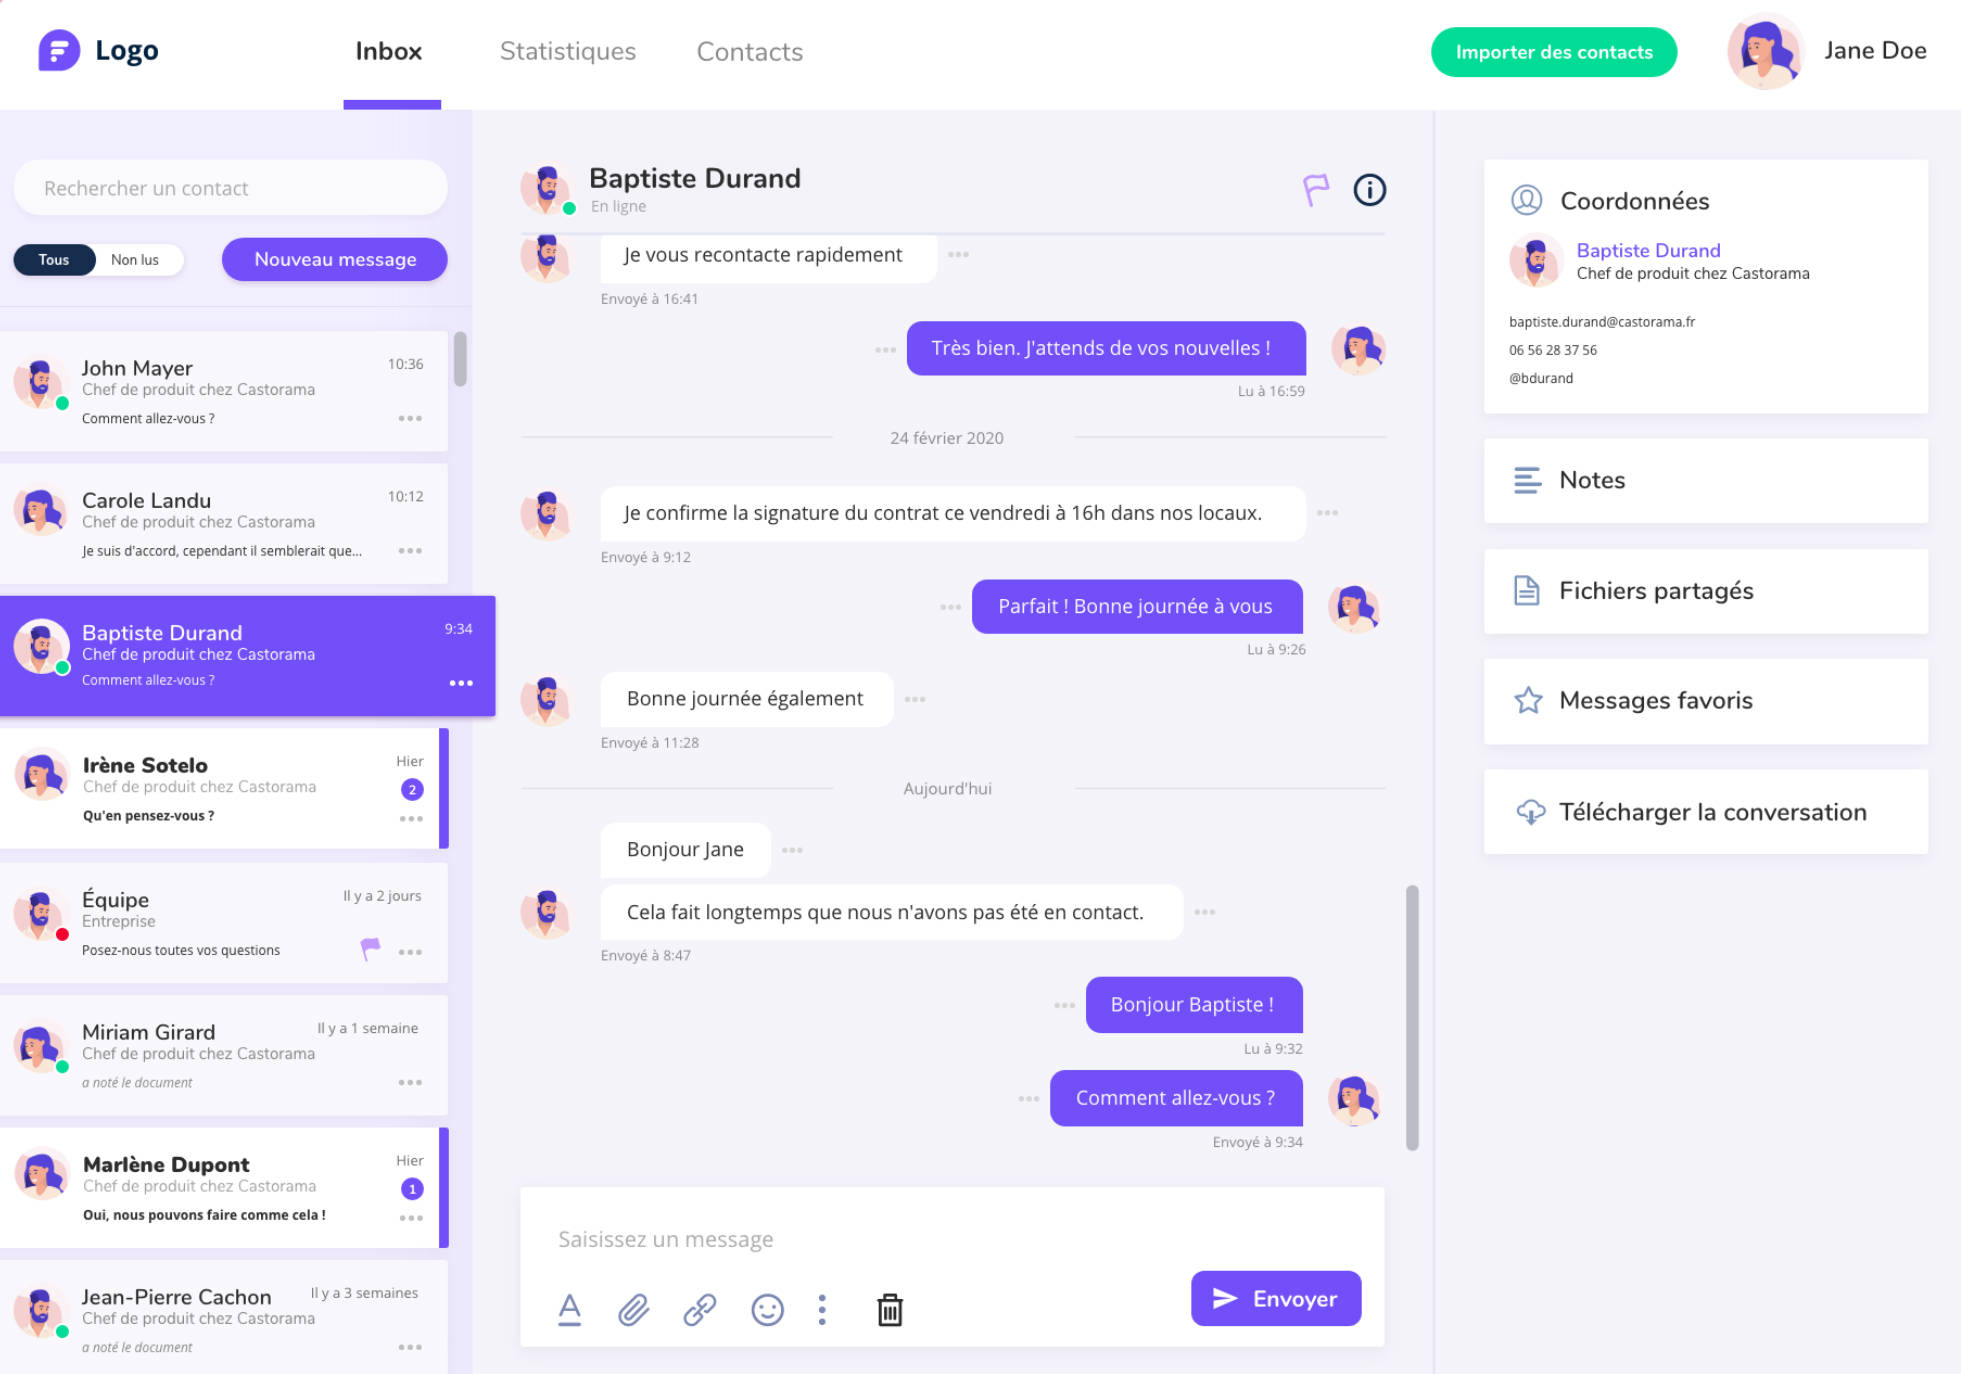 Logo
Inbox
Statistiques
Contacts
Importer des contacts
Jane Doe
Rechercher un contact
Tous
Non lus
Nouveau message
John Mayer
10:36
Chef de produit chez Castorama
Comment allez-vous ?
Carole Landu
10:12
Chef de produit chez Castorama
Je suis d'accord, cependant il semblerait que...
Baptiste Durand
9:34
Chef de produit chez Castorama
Comment allez-vous ?
Irène Sotelo
Hier
Chef de produit chez Castorama
2
Qu'en pensez-vous ?
Équipe
Il y a 2 jours
Entreprise
Posez-nous toutes vos questions
Miriam Girard
Il y a 1 semaine
Chef de produit chez Castorama
a noté le document
Marlène Dupont
Hier
Chef de produit chez Castorama
1
Oui, nous pouvons faire comme cela !
Jean-Pierre Cachon
Il y a 3 semaines
Chef de produit chez Castorama
a noté le document
Baptiste Durand
En ligne
Je vous recontacte rapidement
Envoyé à 16:41
Très bien. J'attends de vos nouvelles !
Lu à 16:59
24 février 2020
Je confirme la signature du contrat ce vendredi à 16h dans nos locaux.
Envoyé à 9:12
Parfait ! Bonne journée à vous
Lu à 9:26
Bonne journée également
Envoyé à 11:28
Aujourd'hui
Bonjour Jane
Cela fait longtemps que nous n'avons pas été en contact.
Envoyé à 8:47
Bonjour Baptiste !
Lu à 9:32
Comment allez-vous ?
Envoyé à 9:34
Saisissez un message
Envoyer
Coordonnées
Baptiste Durand
Chef de produit chez Castorama
baptiste.durand@castorama.fr
06 56 28 37 56
@bdurand
Notes
Fichiers partagés
Messages favoris
Télécharger la conversation